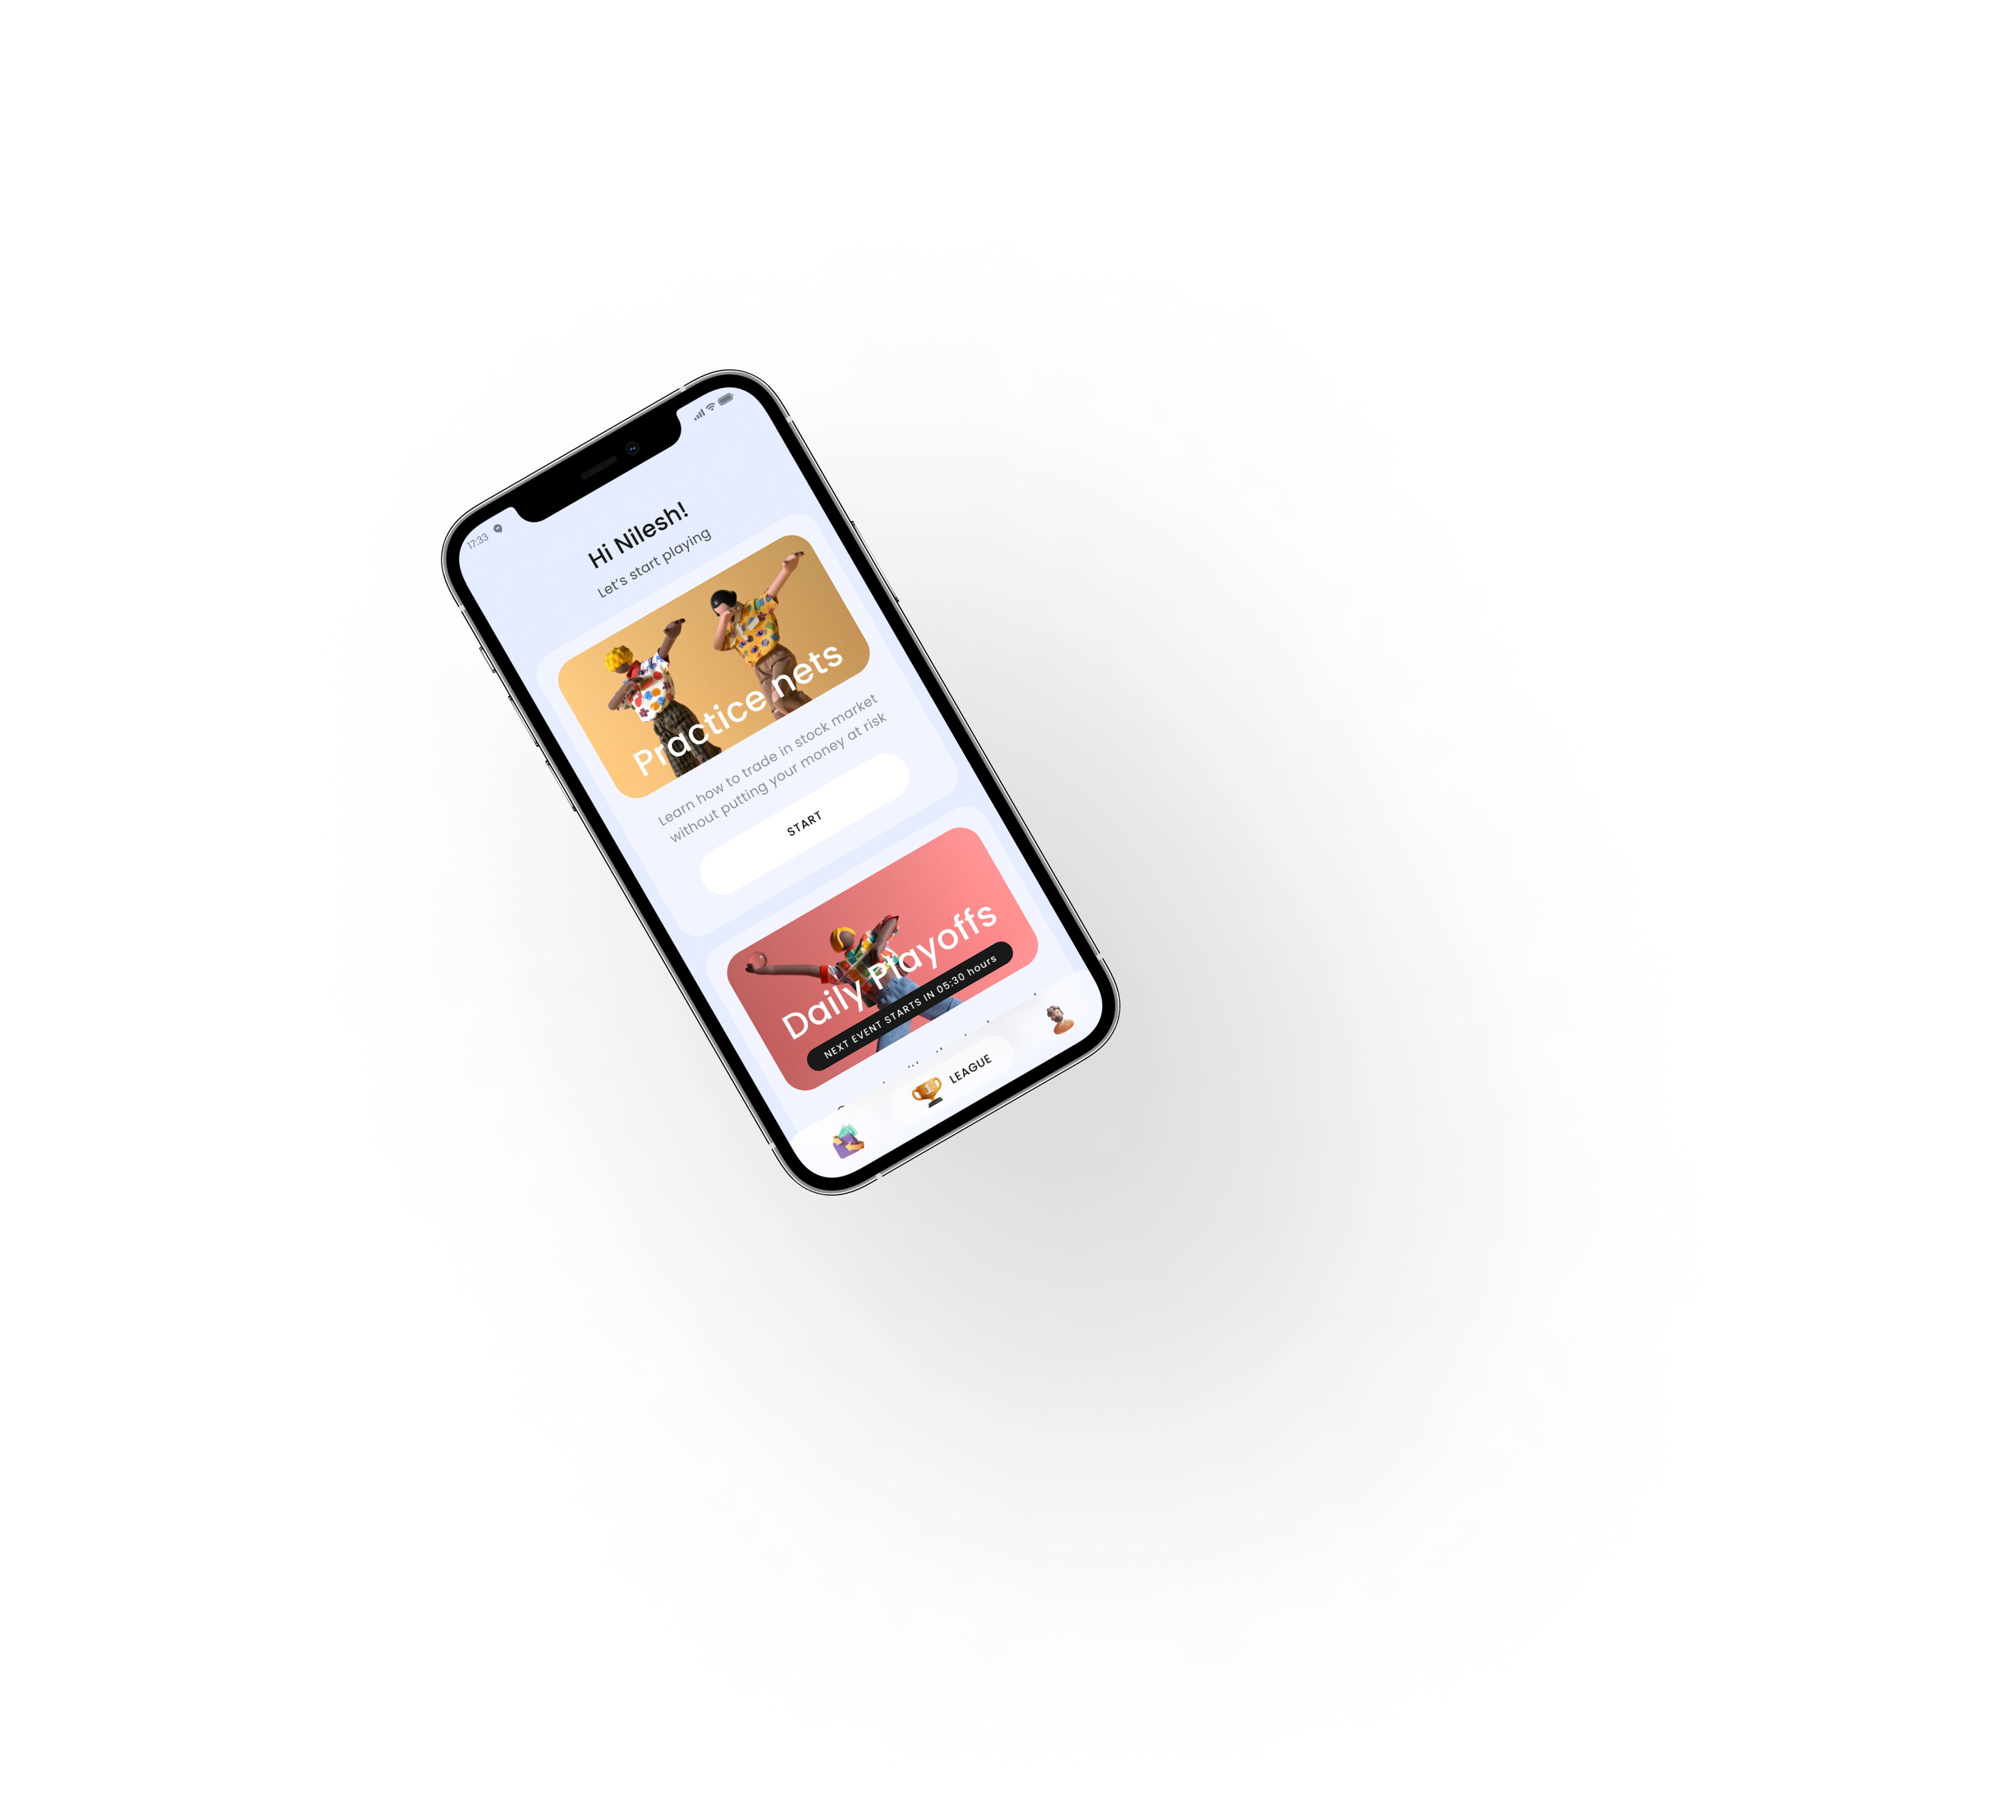 17:33
Hi Nilesh!
Let's start playing
Practice nets
Learn how to trade in stock market
without putting your money at risk
START
Daily Playoffs
NEXT EVENT STARTS IN 05:30 hours
LEAGUE